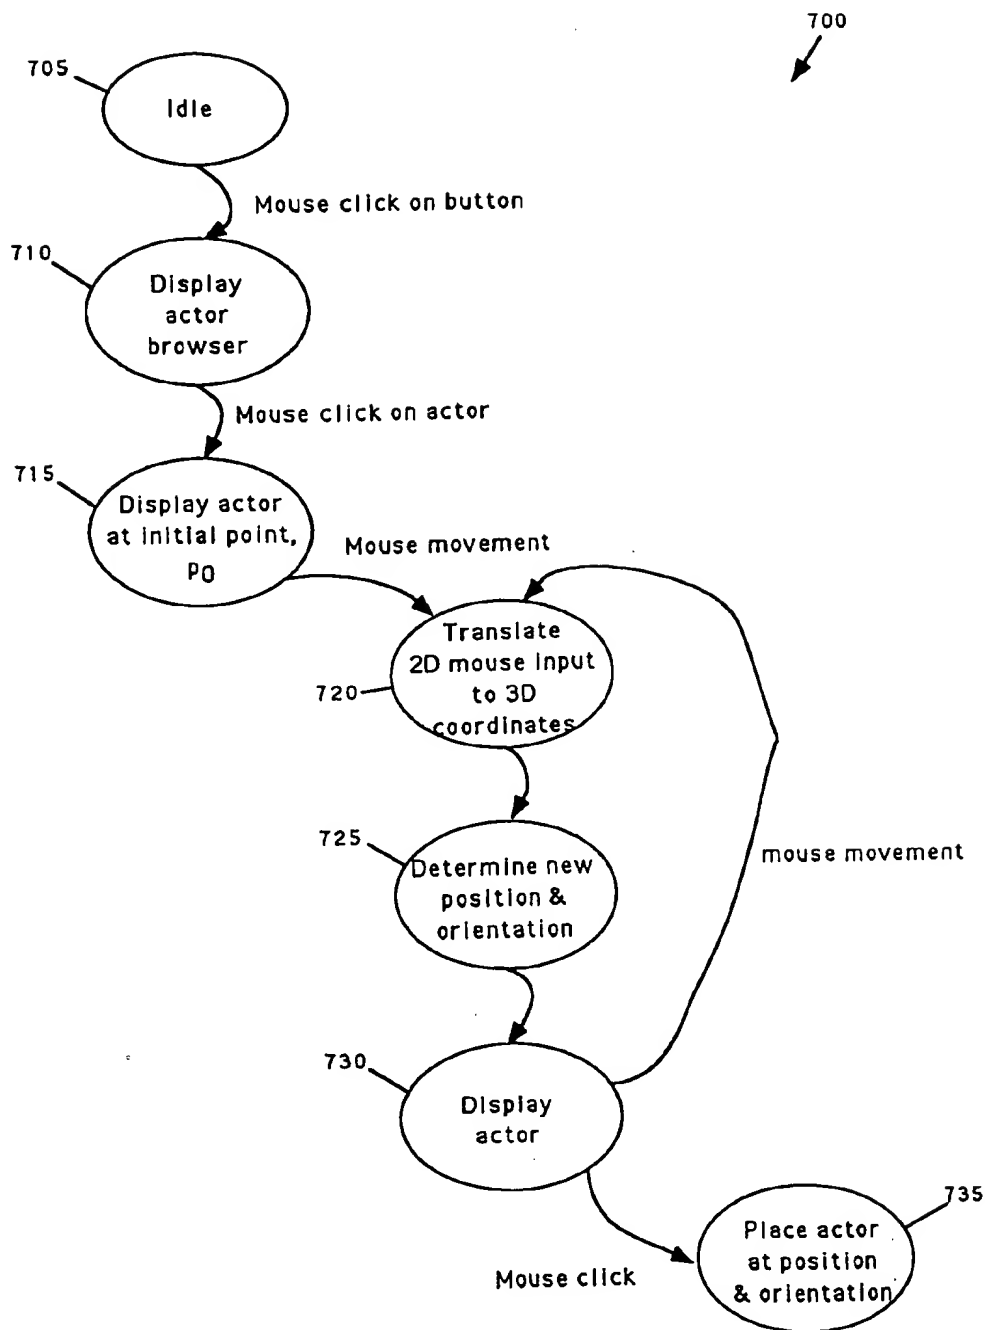 700
705
Idle
Mouse click on button
710
Display
actor
browser
Mouse click on actor
715
Display actor
at initial point,
P0
Mouse movement
Translate
2D mouse input
to 3D
coordinates
720
725
Determine new
position &
orientation
mouse movement
730
Display
actor
Mouse click
735
Place actor
at position
& orientation